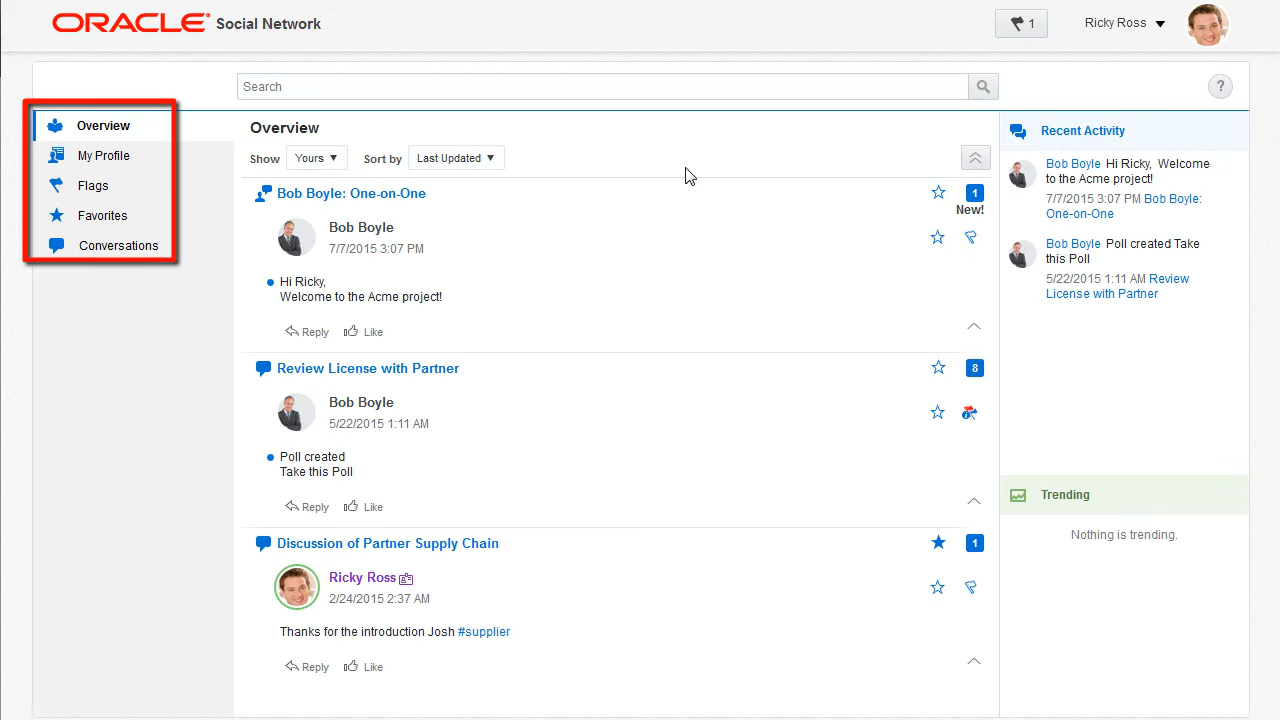 ORACLE Social Network
1
Ricky Ross
Search
?
Overview
My Profile
Flags
Favorites
Conversations
Overview
Show Yours Sort by Last Updated
Bob Boyle: One-on-One
1
New!
Bob Boyle
7/7/2015 3:07 PM
Hi Ricky,
Welcome to the Acme project!
Reply Like
Review License with Partner
8
Bob Boyle
5/22/2015 1:11 AM
Poll created
Take this Poll
Reply Like
Discussion of Partner Supply Chain
1
Ricky Ross
2/24/2015 2:37 AM
Thanks for the introduction Josh #supplier
Reply Like
Recent Activity
Bob Boyle Hi Ricky, Welcome
to the Acme project!
7/7/2015 3:07 PM Bob Boyle:
One-on-One
Bob Boyle Poll created Take
this Poll
5/22/2015 1:11 AM Review
License with Partner
Trending
Nothing is trending.